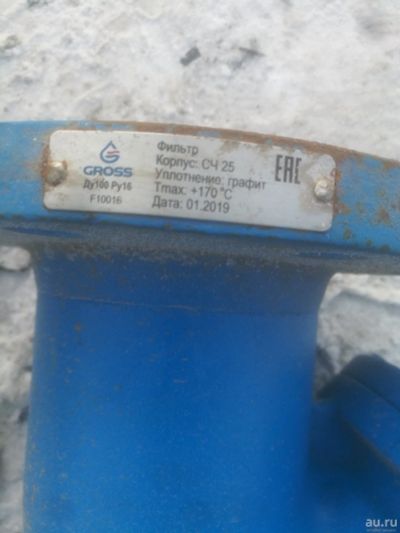 GROSS
Ду100 Ру16
F10016
Фильтр
Корпус: СЧ 25
Уплотнение: графит
Tmax: +170 °C
Дата: 01.2019
EAC
au.ru